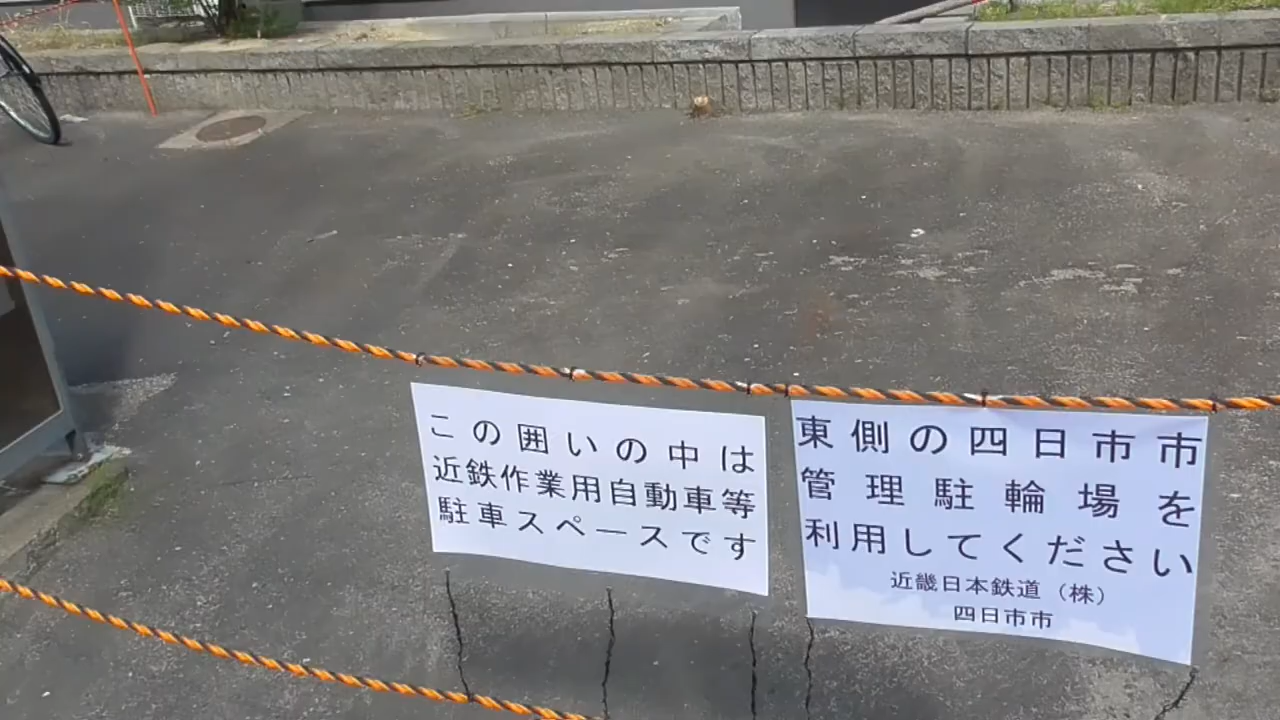 この囲いの中は
近鉄作業用自動車等
駐車スペースです
東側の四日市市
管理駐輪場を
利用してください
近畿日本鉄道（株）
四日市市